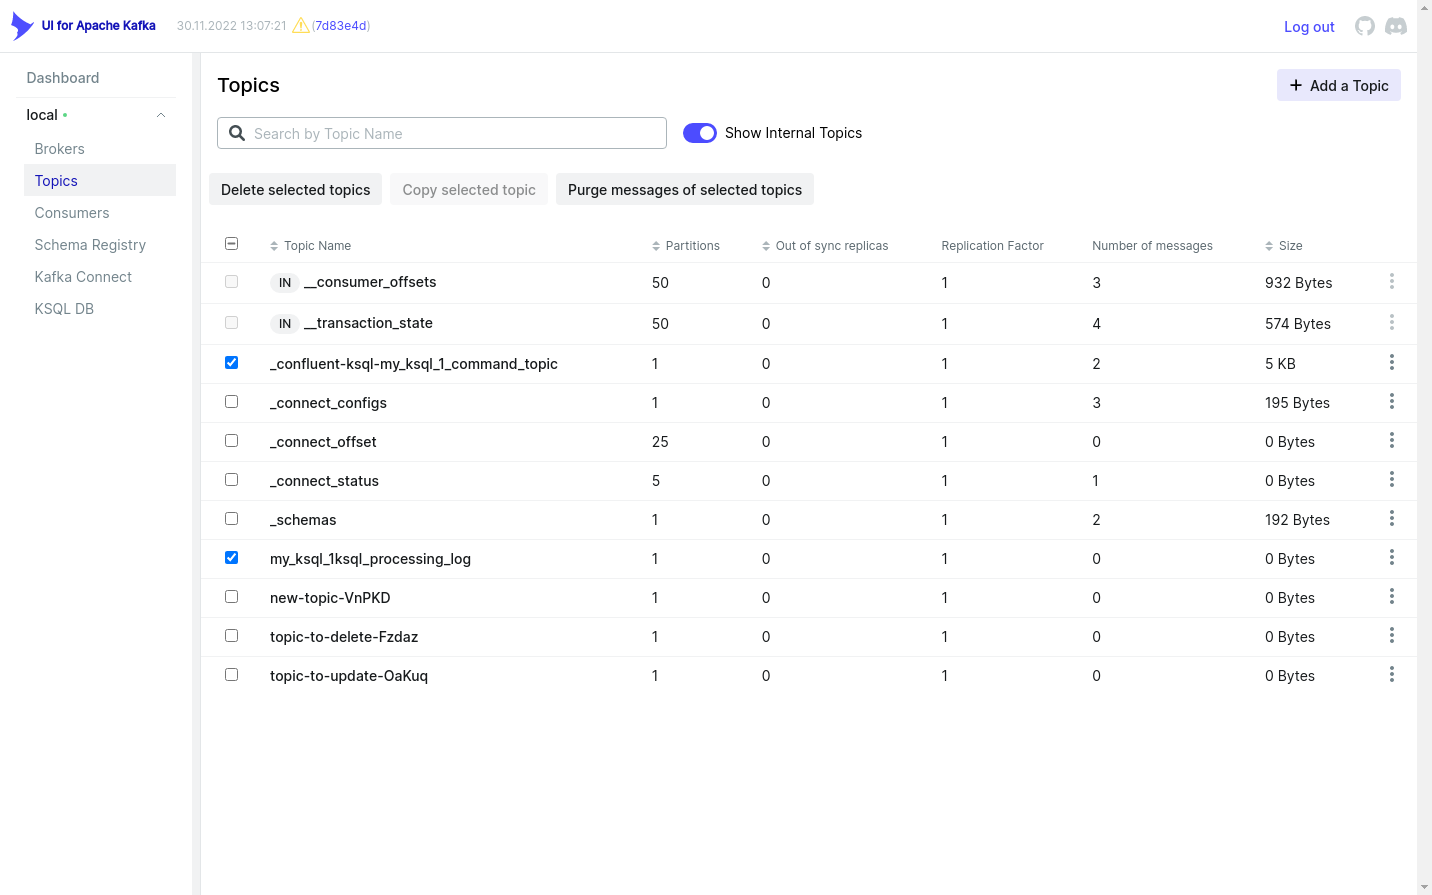 UI for Apache Kafka 30.11.2022 13:07:21 (7d83e4d) Log out
Dashboard
local
Brokers
Topics
Consumers
Schema Registry
Kafka Connect
KSQL DB
Topics
Add a Topic
Search by Topic Name
Show Internal Topics
Delete selected topics Copy selected topic Purge messages of selected topics
Topic Name Partitions Out of sync replicas Replication Factor Number of messages Size
IN __consumer_offsets 50 0 1 3 932 Bytes
IN __transaction_state 50 0 1 4 574 Bytes
_confluent-ksql-my_ksql_1_command_topic 1 0 1 2 5 KB
_connect_configs 1 0 1 3 195 Bytes
_connect_offset 25 0 1 0 0 Bytes
_connect_status 5 0 1 1 0 Bytes
_schemas 1 0 1 2 192 Bytes
my_ksql_1ksql_processing_log 1 0 1 0 0 Bytes
new-topic-VnPKD 1 0 1 0 0 Bytes
topic-to-delete-Fzdaz 1 0 1 0 0 Bytes
topic-to-update-OaKuq 1 0 1 0 0 Bytes